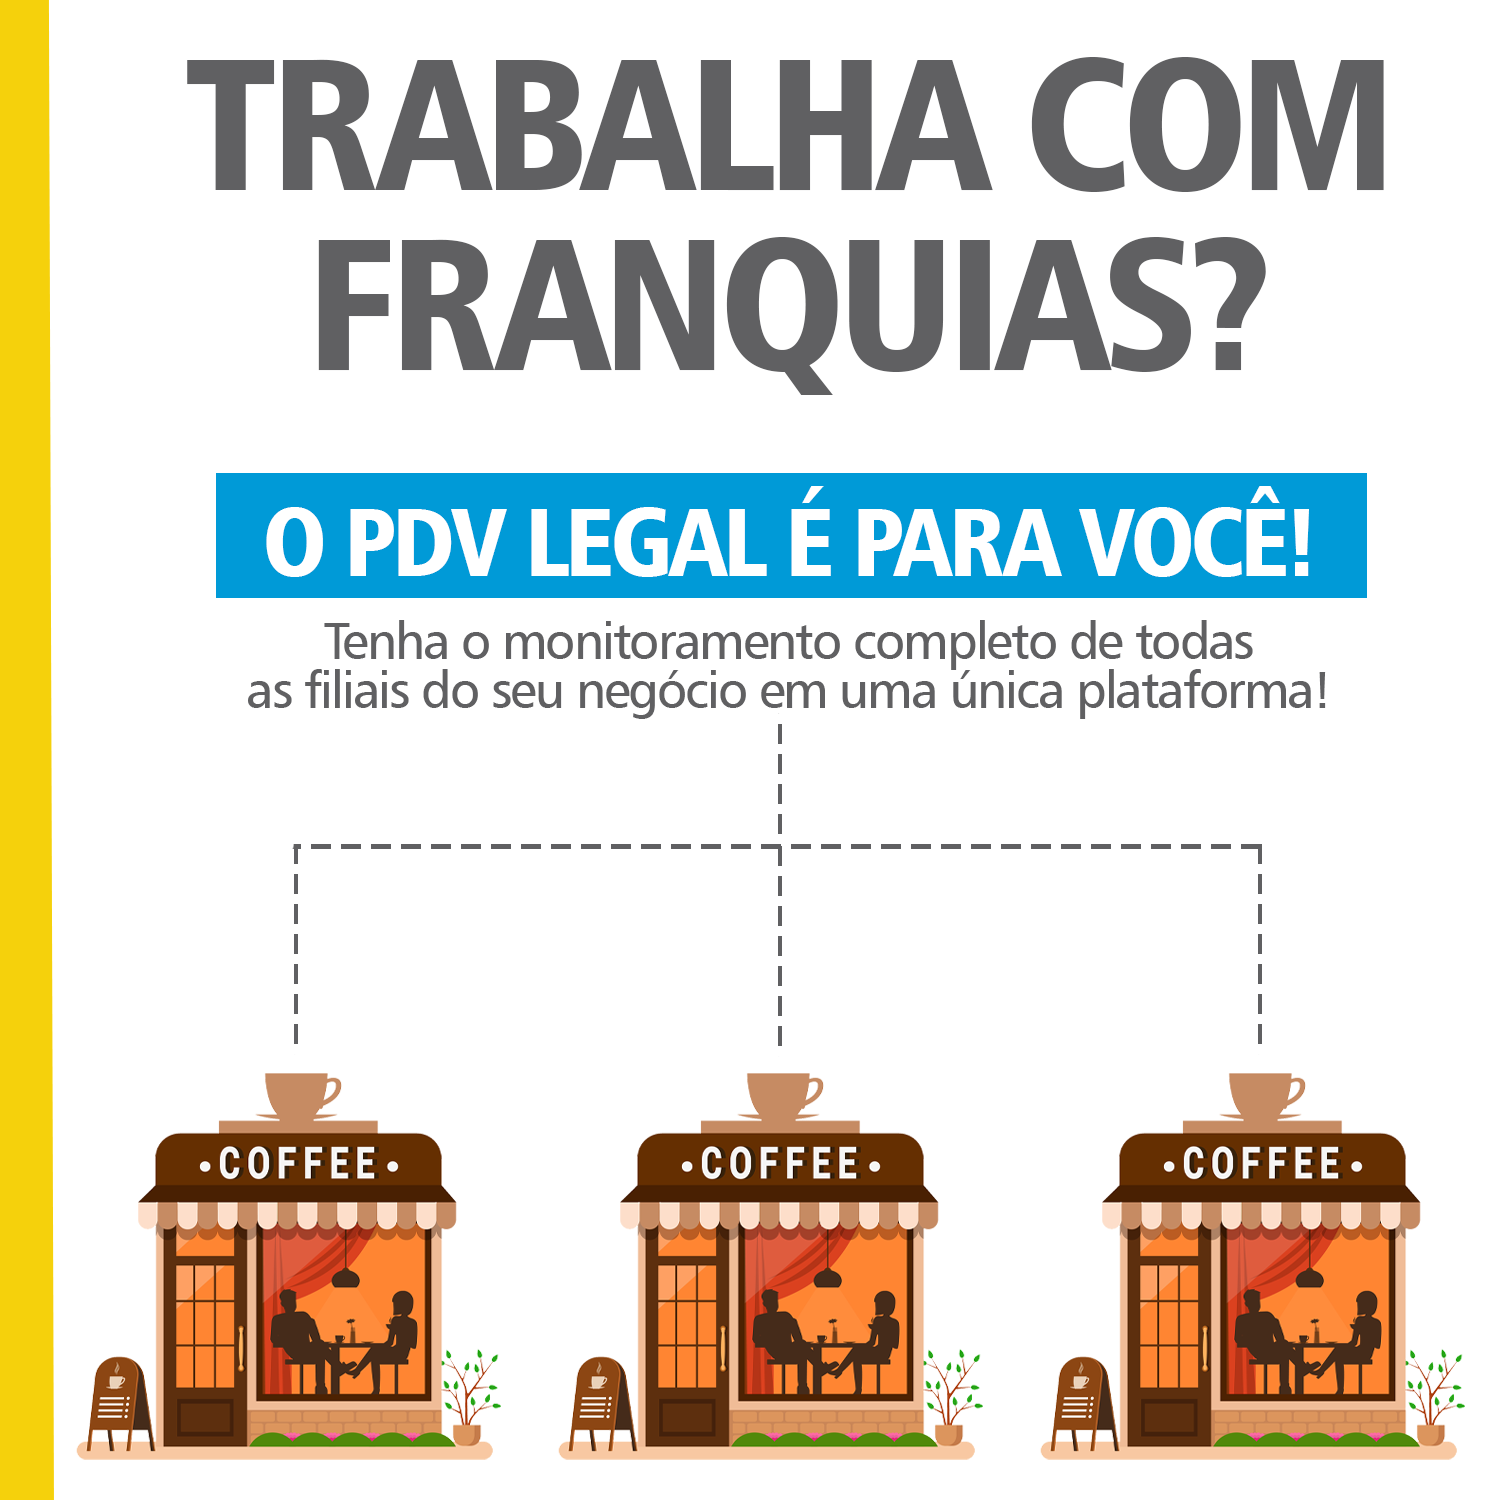 TRABALHA COM
FRANQUIAS?
O PDV LEGAL É PARA VOCÊ!
Tenha o monitoramento completo de todas
as filiais do seu negócio em uma única plataforma!
•COFFEE•
•COFFEE•
•COFFEE•